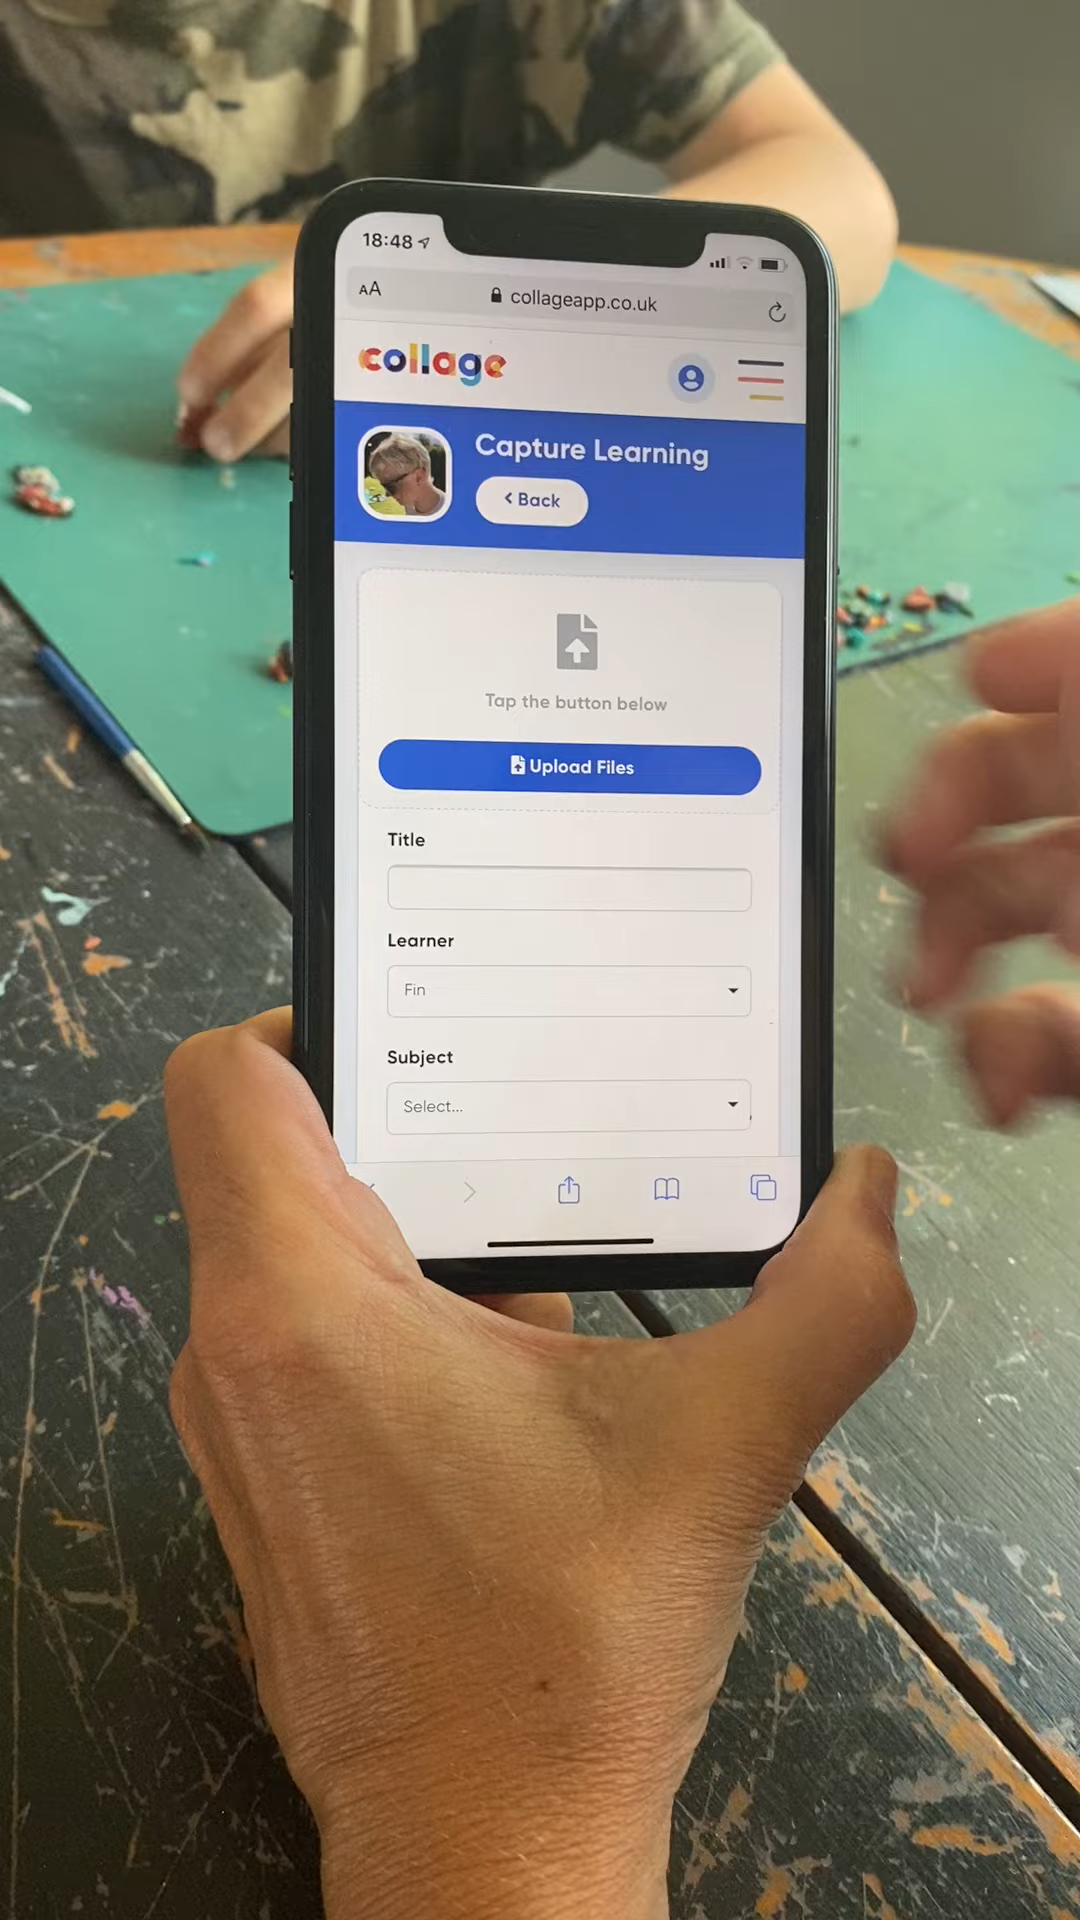 18:48
AA collageapp.co.uk
collage
Capture Learning
Back
Tap the button below
Upload Files
Title
Learner
Fin
Subject
Select...